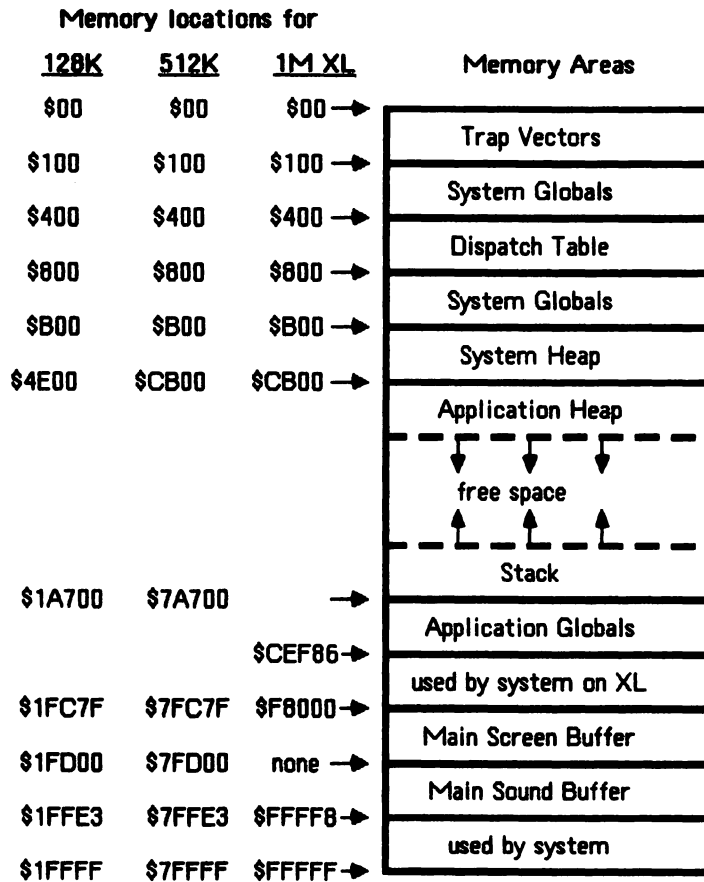 Memory locations for
128K 512K 1M XL Memory Areas
$00 $00 $00
Trap Vectors
$100 $100 $100
System Globals
$400 $400 $400
Dispatch Table
$800 $800 $800
System Globals
$B00 $B00 $B00
System Heap
$4E00 $CB00 $CB00
Application Heap
free space
Stack
$1A700 $7A700
Application Globals
$CEF86
used by system on XL
$1FC7F $7FC7F $F8000
Main Screen Buffer
$1FD00 $7FD00 none
Main Sound Buffer
$1FFE3 $7FFE3 $FFFF8
used by system
$1FFFF $7FFFF $FFFFF